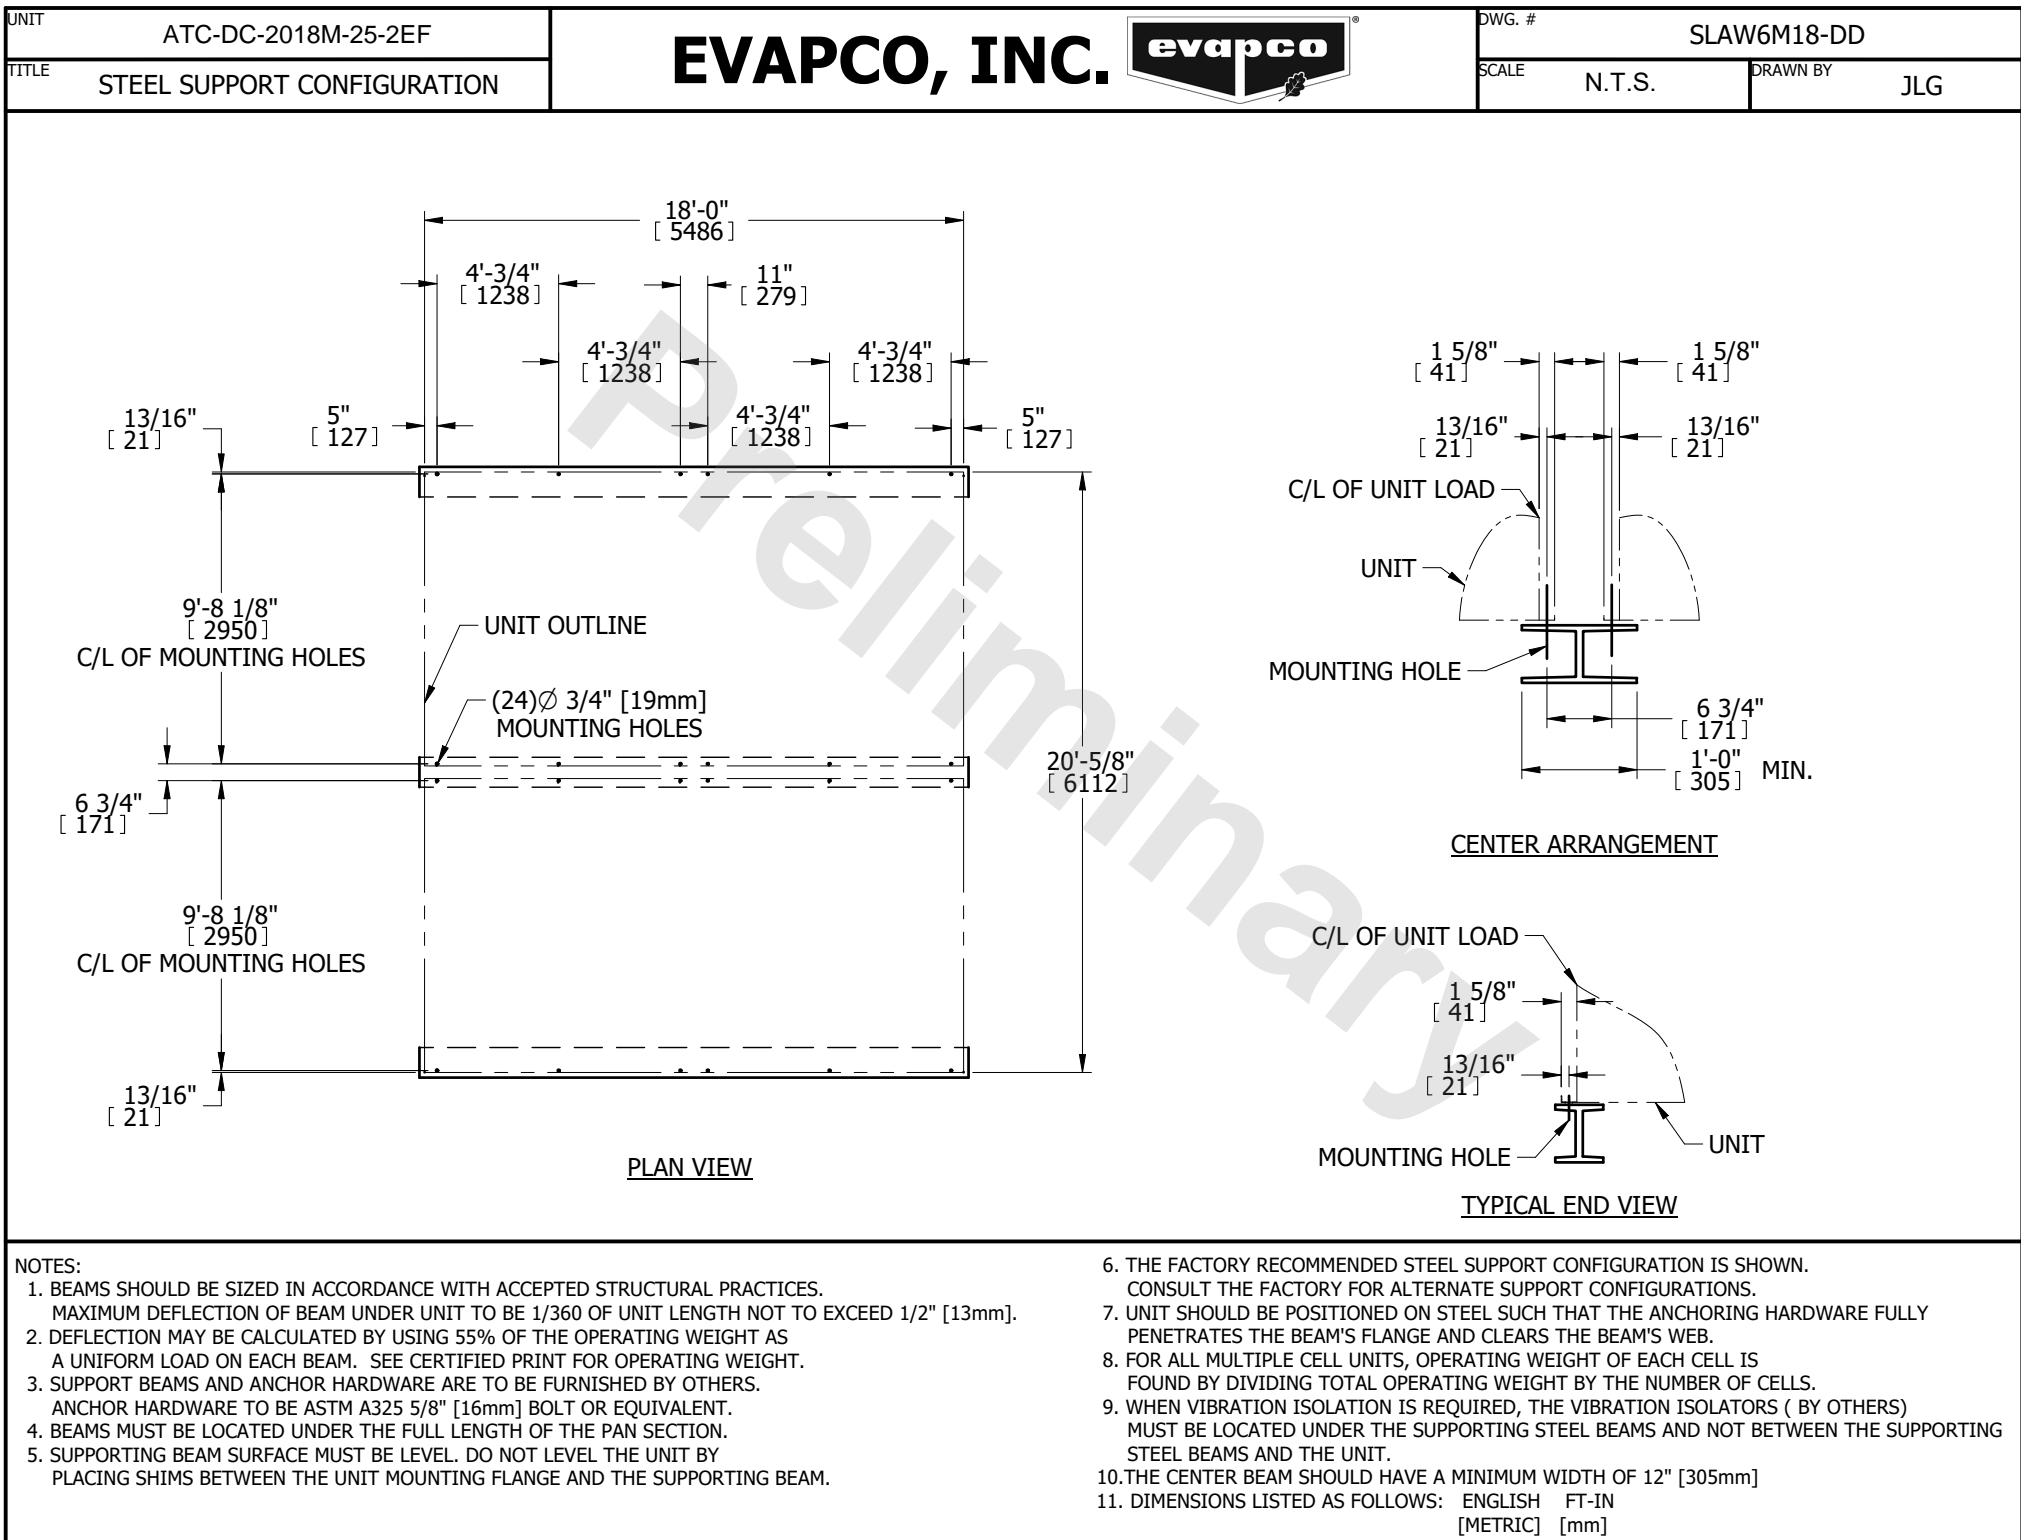 UNIT
ATC-DC-2018M-25-2EF
TITLE
STEEL SUPPORT CONFIGURATION
EVAPCO, INC.
evapco®
DWG. #
SLAW6M18-DD
SCALE
N.T.S.
DRAWN BY
JLG
18'-0"
[ 5486 ]
4'-3/4"
[ 1238 ]
11"
[ 279 ]
4'-3/4"
[ 1238 ]
4'-3/4"
[ 1238 ]
13/16"
[ 21 ]
5"
[ 127 ]
4'-3/4"
[ 1238 ]
5"
[ 127 ]
9'-8 1/8"
[ 2950 ]
C/L OF MOUNTING HOLES
UNIT OUTLINE
(24)∅ 3/4" [19mm]
MOUNTING HOLES
6 3/4"
[ 171 ]
20'-5/8"
[ 6112 ]
9'-8 1/8"
[ 2950 ]
C/L OF MOUNTING HOLES
13/16"
[ 21 ]
PLAN VIEW
Preliminary
1 5/8"
[ 41 ]
1 5/8"
[ 41 ]
13/16"
[ 21 ]
13/16"
[ 21 ]
C/L OF UNIT LOAD
UNIT
MOUNTING HOLE
6 3/4"
[ 171 ]
1'-0"
[ 305 ] MIN.
CENTER ARRANGEMENT
C/L OF UNIT LOAD
1 5/8"
[ 41 ]
13/16"
[ 21 ]
MOUNTING HOLE
UNIT
TYPICAL END VIEW
NOTES:
1. BEAMS SHOULD BE SIZED IN ACCORDANCE WITH ACCEPTED STRUCTURAL PRACTICES.
MAXIMUM DEFLECTION OF BEAM UNDER UNIT TO BE 1/360 OF UNIT LENGTH NOT TO EXCEED 1/2" [13mm].
2. DEFLECTION MAY BE CALCULATED BY USING 55% OF THE OPERATING WEIGHT AS
A UNIFORM LOAD ON EACH BEAM. SEE CERTIFIED PRINT FOR OPERATING WEIGHT.
3. SUPPORT BEAMS AND ANCHOR HARDWARE ARE TO BE FURNISHED BY OTHERS.
ANCHOR HARDWARE TO BE ASTM A325 5/8" [16mm] BOLT OR EQUIVALENT.
4. BEAMS MUST BE LOCATED UNDER THE FULL LENGTH OF THE PAN SECTION.
5. SUPPORTING BEAM SURFACE MUST BE LEVEL. DO NOT LEVEL THE UNIT BY
PLACING SHIMS BETWEEN THE UNIT MOUNTING FLANGE AND THE SUPPORTING BEAM.
6. THE FACTORY RECOMMENDED STEEL SUPPORT CONFIGURATION IS SHOWN.
CONSULT THE FACTORY FOR ALTERNATE SUPPORT CONFIGURATIONS.
7. UNIT SHOULD BE POSITIONED ON STEEL SUCH THAT THE ANCHORING HARDWARE FULLY
PENETRATES THE BEAM'S FLANGE AND CLEARS THE BEAM'S WEB.
8. FOR ALL MULTIPLE CELL UNITS, OPERATING WEIGHT OF EACH CELL IS
FOUND BY DIVIDING TOTAL OPERATING WEIGHT BY THE NUMBER OF CELLS.
9. WHEN VIBRATION ISOLATION IS REQUIRED, THE VIBRATION ISOLATORS ( BY OTHERS)
MUST BE LOCATED UNDER THE SUPPORTING STEEL BEAMS AND NOT BETWEEN THE SUPPORTING
STEEL BEAMS AND THE UNIT.
10.THE CENTER BEAM SHOULD HAVE A MINIMUM WIDTH OF 12" [305mm]
11. DIMENSIONS LISTED AS FOLLOWS: ENGLISH FT-IN
[METRIC] [mm]